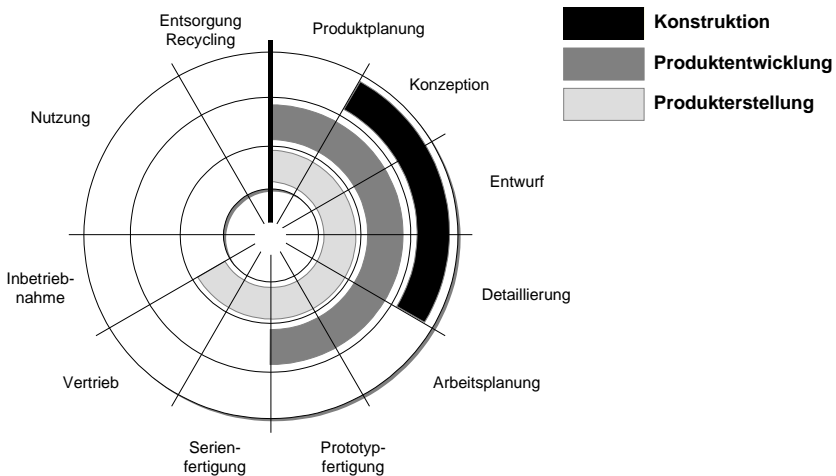 Entsorgung
Recycling
Produktplanung
Konzeption
Entwurf
Detaillierung
Arbeitsplanung
Prototyp-
fertigung
Serien-
fertigung
Vertrieb
Inbetrieb-
nahme
Nutzung
Konstruktion
Produktentwicklung
Produkterstellung